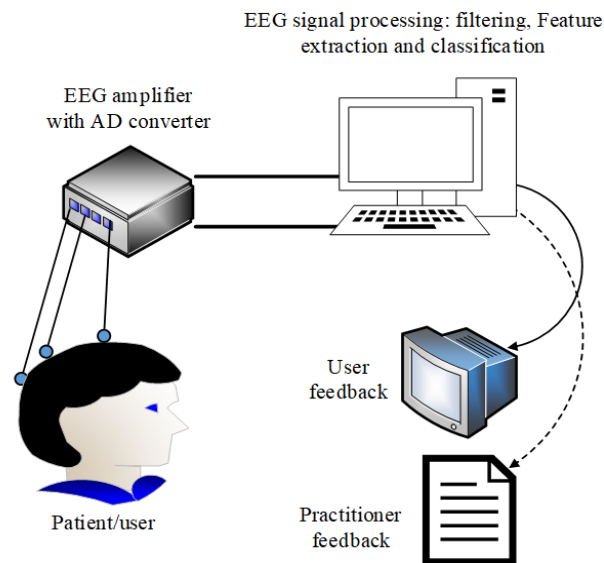 EEG signal processing: filtering, Feature
extraction and classification
EEG amplifier
with AD converter
User
feedback
Patient/user
Practitioner
feedback